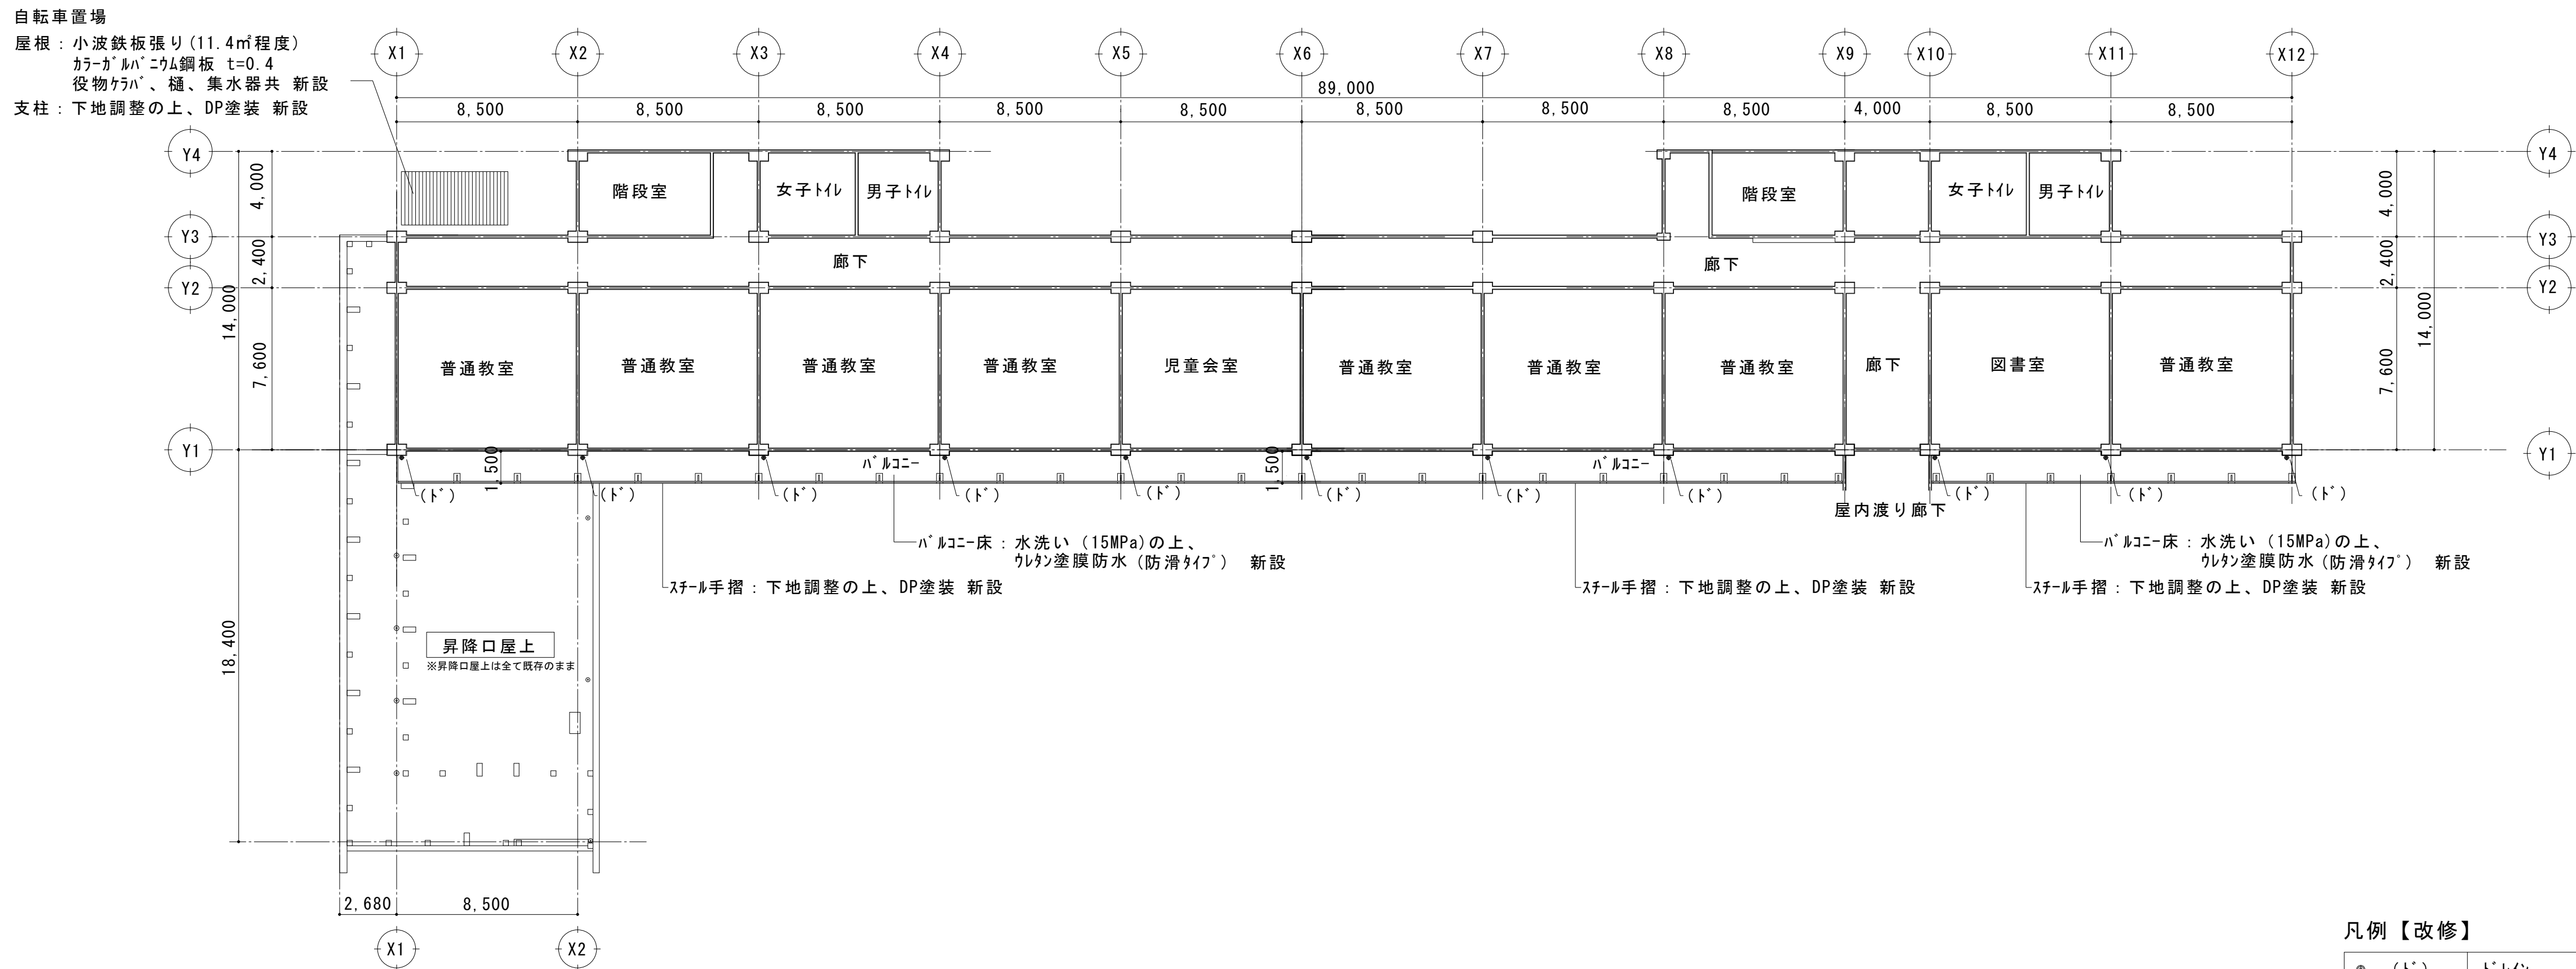 自転車置場
屋根：小波鉄板張り(11.4㎡程度)
ｶﾗｰｶﾞﾙﾊﾞﾆｳﾑ鋼板 t=0.4
役物ｹﾗﾊﾞ、樋、集水器共 新設
支柱：下地調整の上、DP塗装 新設
X1 X2 X3 X4 X5 X6 X7 X8 X9 X10 X11 X12
89,000
8,500 8,500 8,500 8,500 8,500 8,500 8,500 8,500 4,000 8,500 8,500
Y4 Y4
4,000 4,000
階段室 女子ﾄｲﾚ 男子ﾄｲﾚ 階段室 女子ﾄｲﾚ 男子ﾄｲﾚ
Y3 Y3
2,400 廊下 廊下 2,400
Y2 Y2
14,000 14,000
7,600 7,600
普通教室 普通教室 普通教室 普通教室 児童会室 普通教室 普通教室 普通教室 廊下 図書室 普通教室
Y1 Y1
1,500 ﾊﾞﾙｺﾆｰ 1,500 ﾊﾞﾙｺﾆｰ
(ﾄﾞ) (ﾄﾞ) (ﾄﾞ) (ﾄﾞ) (ﾄﾞ) (ﾄﾞ) (ﾄﾞ) (ﾄﾞ) (ﾄﾞ) (ﾄﾞ) (ﾄﾞ)
屋内渡り廊下
ﾊﾞﾙｺﾆｰ床：水洗い (15MPa)の上、
ｳﾚﾀﾝ塗膜防水(防滑ﾀｲﾌﾟ) 新設
ﾊﾞﾙｺﾆｰ床：水洗い (15MPa)の上、
ｳﾚﾀﾝ塗膜防水(防滑ﾀｲﾌﾟ) 新設
ｽﾁｰﾙ手摺：下地調整の上、DP塗装 新設
ｽﾁｰﾙ手摺：下地調整の上、DP塗装 新設
ｽﾁｰﾙ手摺：下地調整の上、DP塗装 新設
18,400
昇降口屋上
※昇降口屋上は全て既存のまま
2,680 8,500
X1 X2
凡例【改修】
(ﾄﾞ) ﾄﾞﾚｲﾝ